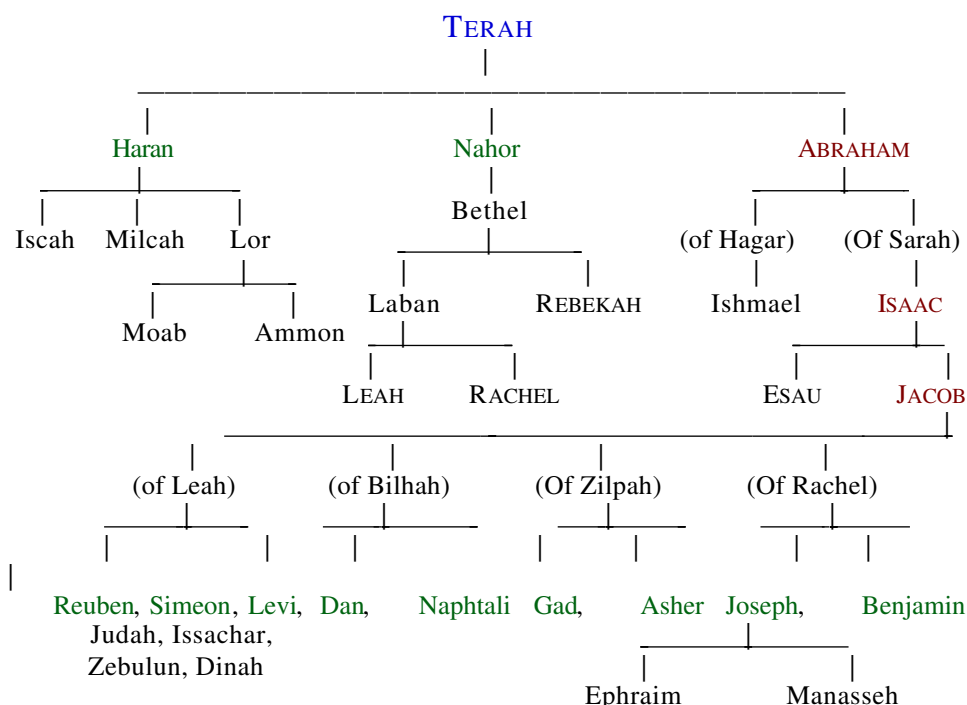 TERAH
Haran Nahor ABRAHAM
Bethel
Iscah Milcah Lor (of Hagar) (Of Sarah)
Laban REBEKAH Ishmael ISAAC
Moab Ammon
LEAH RACHEL ESAU JACOB
(of Leah) (of Bilhah) (Of Zilpah) (Of Rachel)
Reuben, Simeon, Levi, Dan, Naphtali Gad, Asher Joseph, Benjamin
Judah, Issachar,
Zebulun, Dinah
Ephraim Manasseh